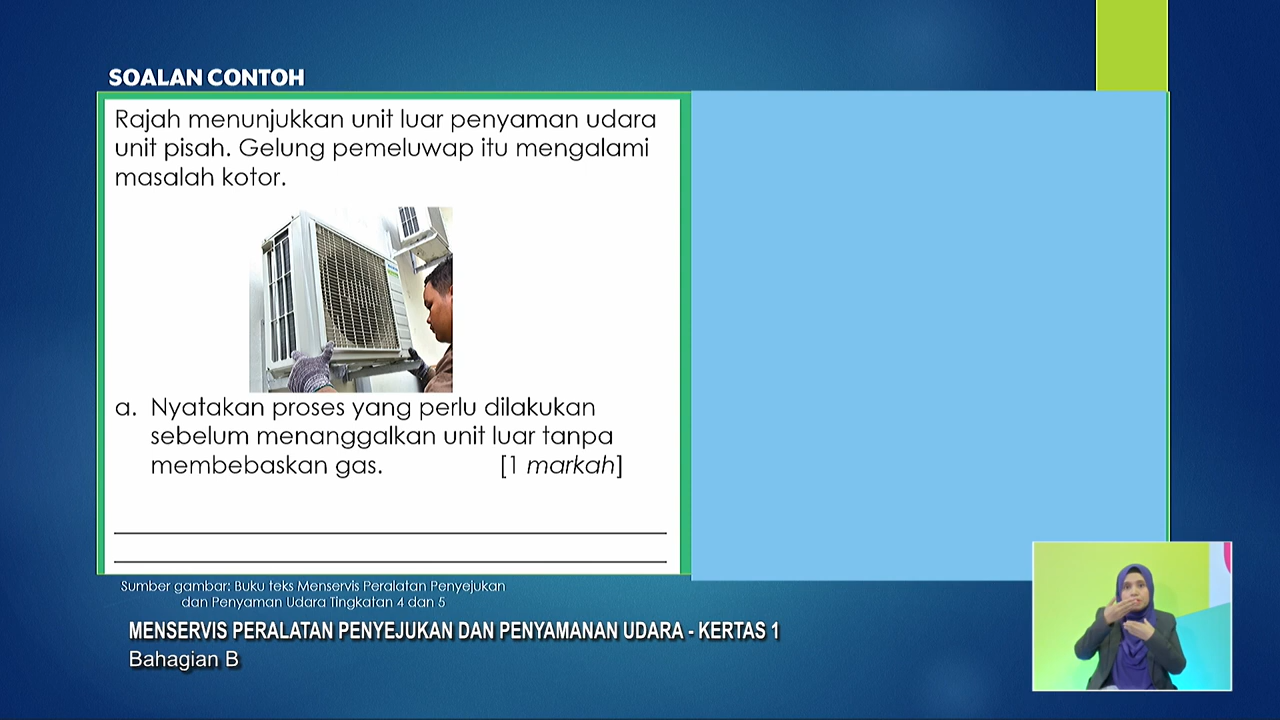 SOALAN CONTOH
Rajah menunjukkan unit luar penyaman udara
unit pisah. Gelung pemeluwap itu mengalami
masalah kotor.
a. Nyatakan proses yang perlu dilakukan
sebelum menanggalkan unit luar tanpa
membebaskan gas. [1 markah]
Sumber gambar: Buku teks Menservis Peralatan Penyejukan
dan Penyaman Udara Tingkatan 4 dan 5
MENSERVIS PERALATAN PENYEJUKAN DAN PENYAMANAN UDARA - KERTAS 1
Bahagian B